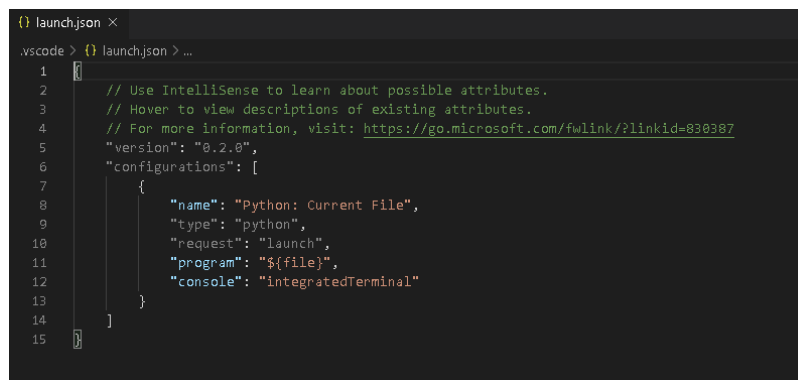 {} launch.json ×
.vscode > {} launch.json > ...
1 {
2 // Use IntelliSense to learn about possible attributes.
3 // Hover to view descriptions of existing attributes.
4 // For more information, visit: https://go.microsoft.com/fwlink/?linkid=830387
5 "version": "0.2.0",
6 "configurations": [
7 {
8 "name": "Python: Current File",
9 "type": "python",
10 "request": "launch",
11 "program": "${file}",
12 "console": "integratedTerminal"
13 }
14 ]
15 }